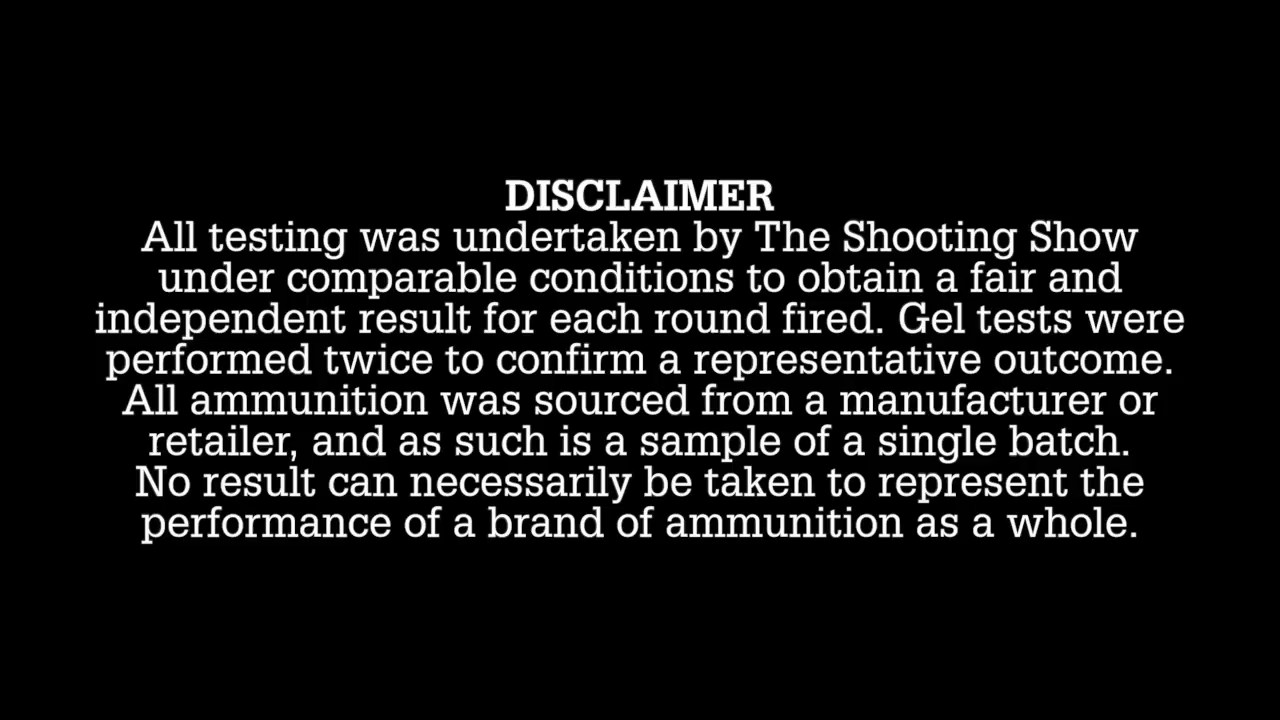 DISCLAIMER
All testing was undertaken by The Shooting Show
under comparable conditions to obtain a fair and
independent result for each round fired. Gel tests were
performed twice to confirm a representative outcome.
All ammunition was sourced from a manufacturer or
retailer, and as such is a sample of a single batch.
No result can necessarily be taken to represent the
performance of a brand of ammunition as a whole.